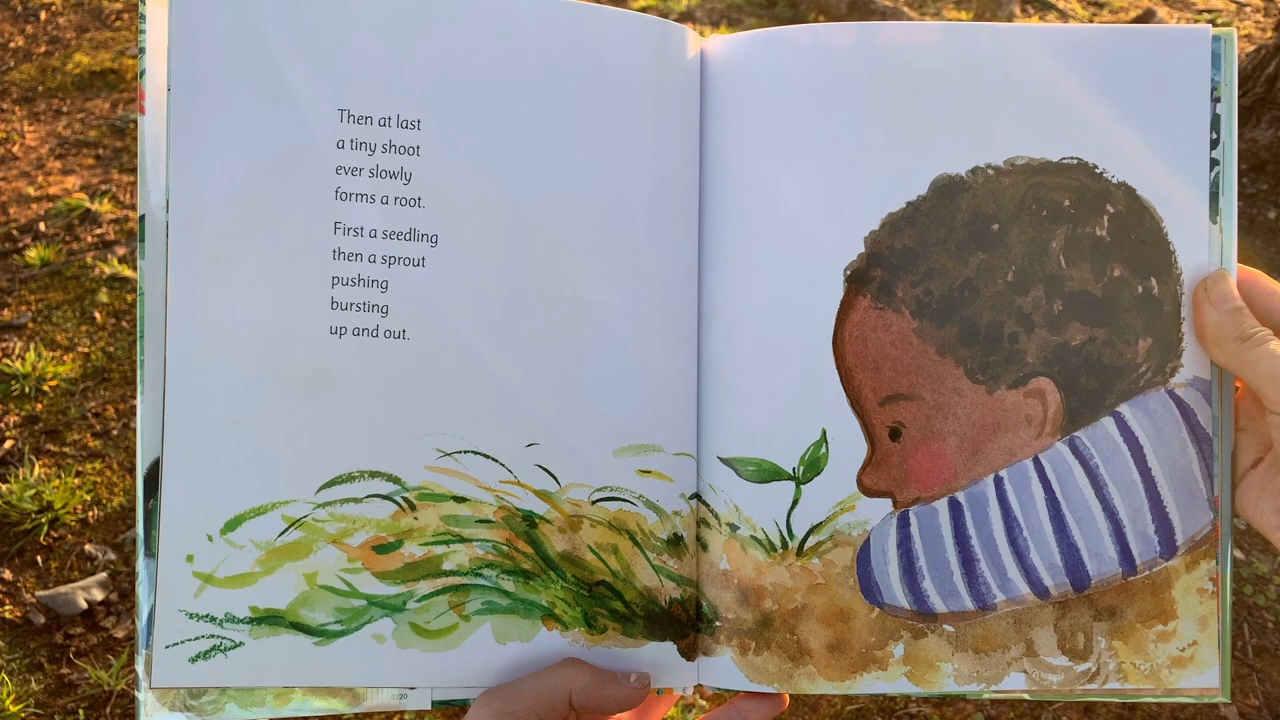 Then at last
a tiny shoot
ever slowly
forms a root.
First a seedling
then a sprout
pushing
bursting
up and out.